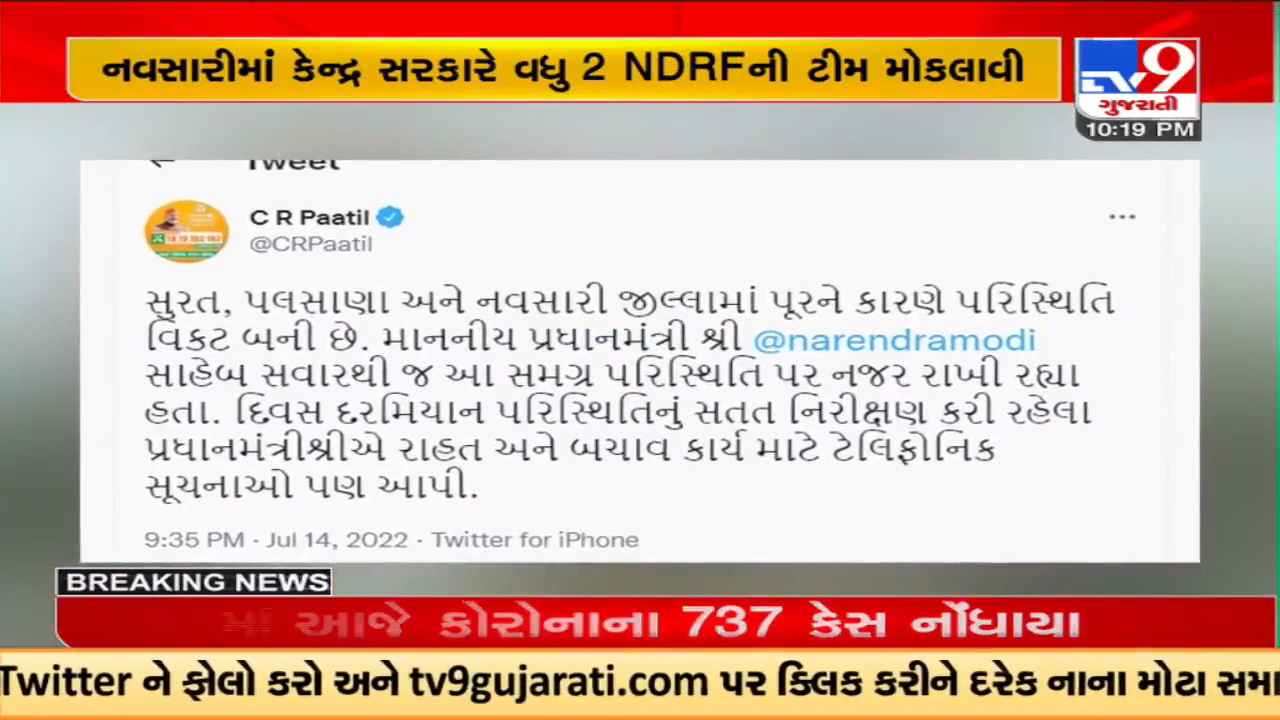 નવસારીમાં કેન્દ્ર સરકારે વધુ 2 NDRFની ટીમ મોકલાવી
TV9
ગુજરાતી
10:19 PM
Tweet
C R Paatil
@CRPaatil
સુરત, પલસાણા અને નવસારી જીલ્લામાં પૂરને કારણે પરિસ્થિતિ
વિકટ બની છે. માનનીય પ્રધાનમંત્રી શ્રી @narendramodi
સાહેબ સવારથી જ આ સમગ્ર પરિસ્થિતિ પર નજર રાખી રહ્યા
હતા. દિવસ દરમિયાન પરિસ્થિતિનું સતત નિરીક્ષણ કરી રહેલા
પ્રધાનમંત્રીશ્રીએ રાહત અને બચાવ કાર્ય માટે ટેલિફોનિક
સૂચનાઓ પણ આપી.
9:35 PM · Jul 14, 2022 · Twitter for iPhone
BREAKING NEWS
માં આજે કોરોનાના 737 કેસ નોંધાયા
Twitter ને ફોલો કરો અને tv9gujarati.com પર ક્લિક કરીને દરેક નાના મોટા સમા